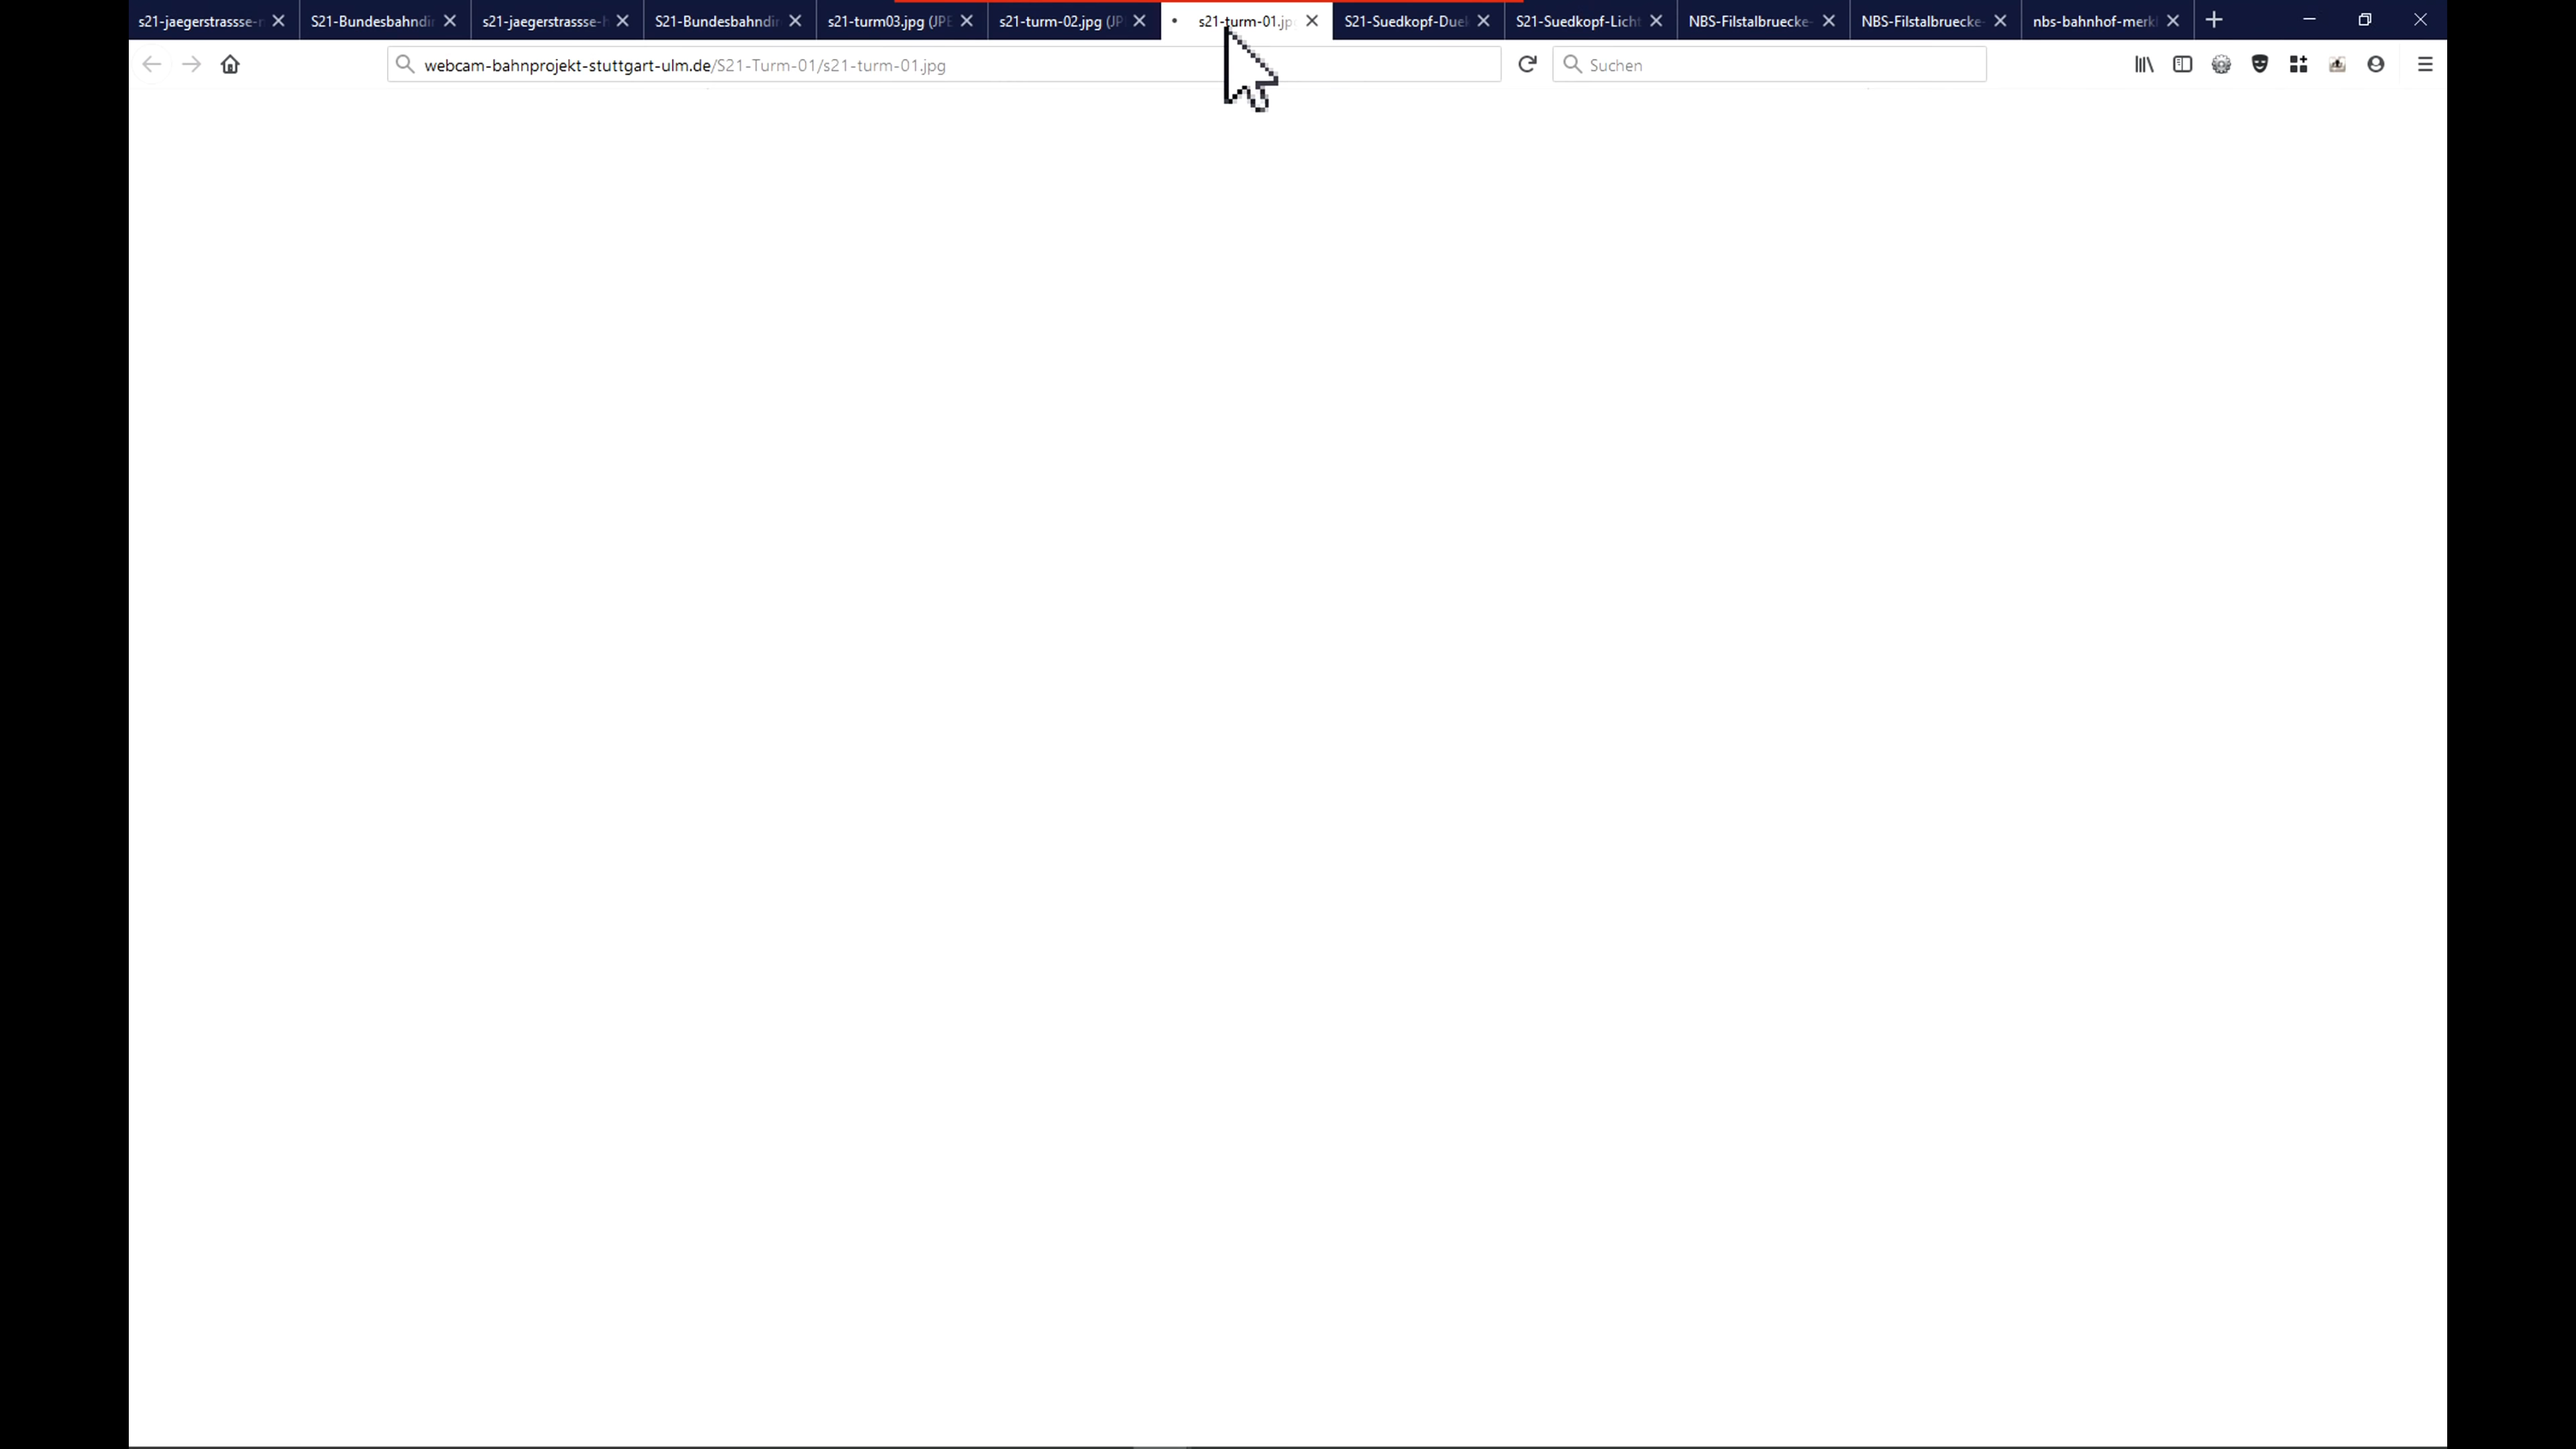 s21-jaegerstrassse- S21-Bundesbahndi s21-jaegerstrassse- S21-Bundesbahndi s21-turm03.jpg (JPE s21-turm-02.jpg (JP s21-turm-01.jp S21-Suedkopf-Due S21-Suedkopf-Licht NBS-Filstalbruecke- NBS-Filstalbruecke- nbs-bahnhof-merk
webcam-bahnprojekt-stuttgart-ulm.de/S21-Turm-01/s21-turm-01.jpg Suchen